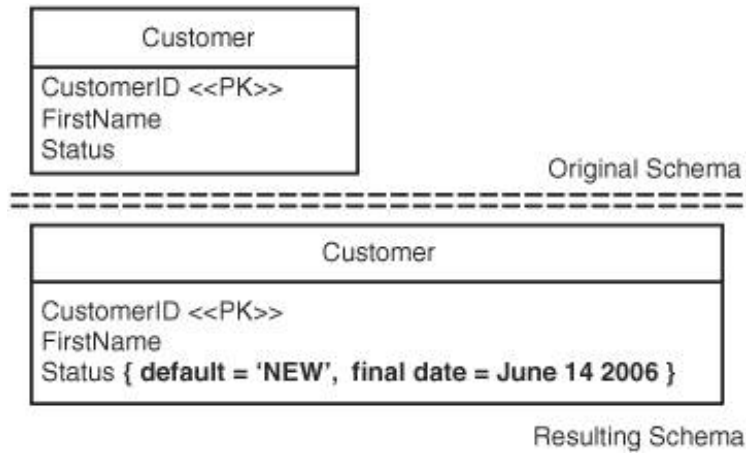 Customer
CustomerID <<PK>>
FirstName
Status
Original Schema
Customer
CustomerID <<PK>>
FirstName
Status { default = ‘NEW’, final date = June 14 2006 }
Resulting Schema